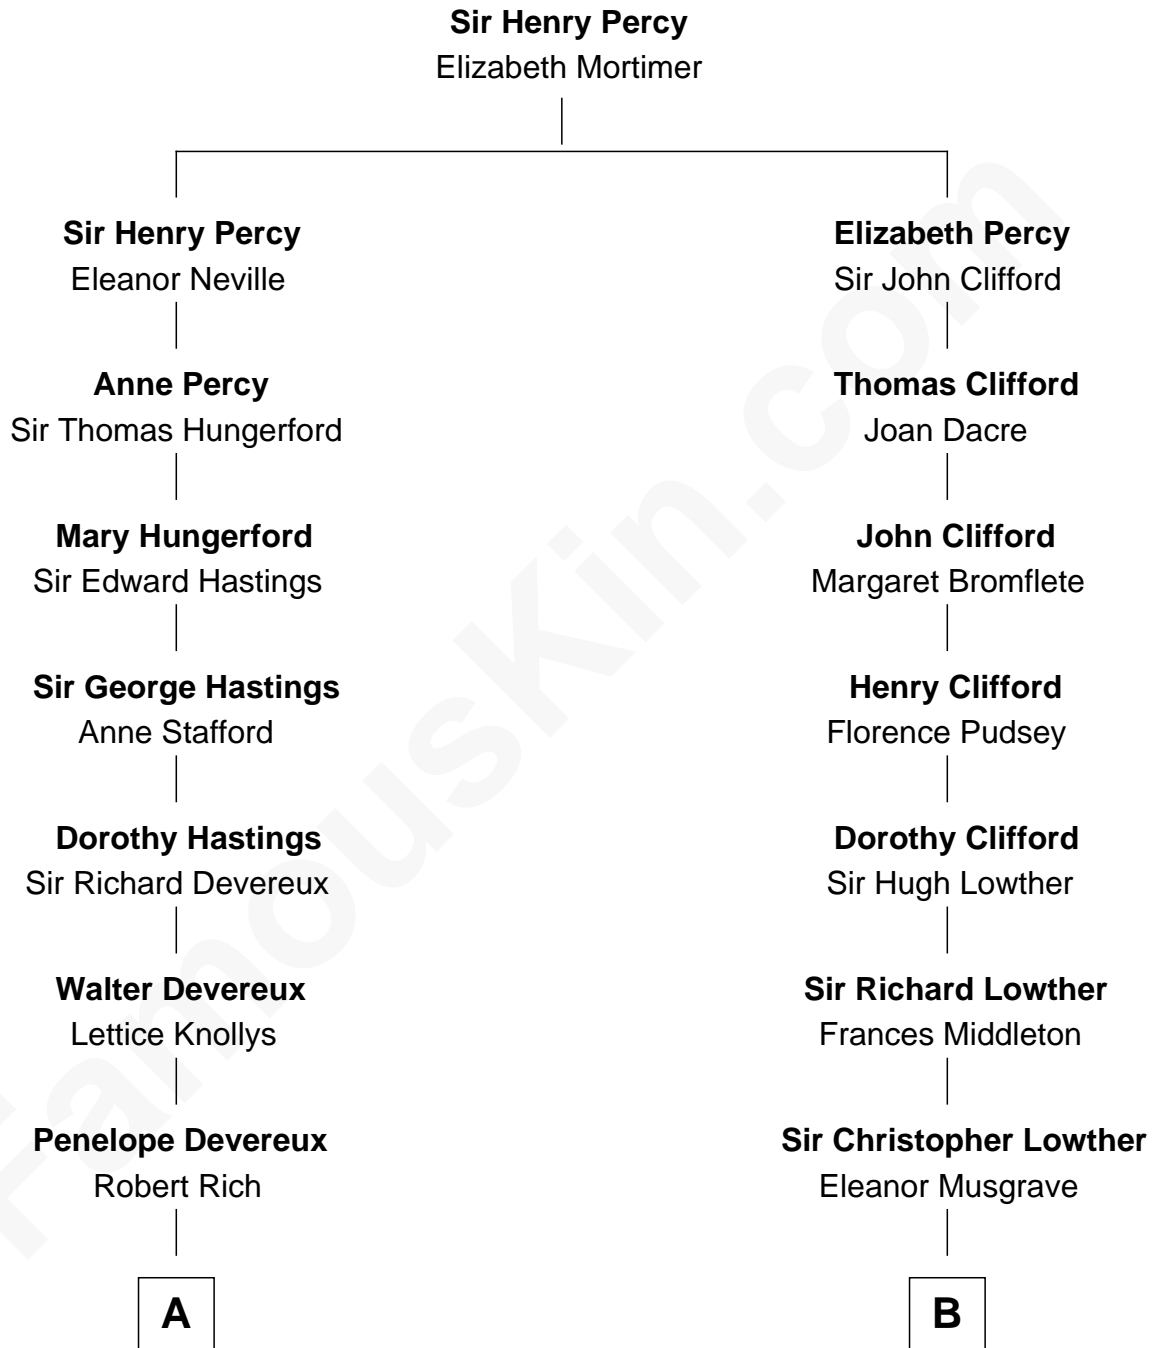 Sir Henry Percy
Elizabeth Mortimer
Sir Henry Percy
Eleanor Neville
Elizabeth Percy
Sir John Clifford
Anne Percy
Sir Thomas Hungerford
Thomas Clifford
Joan Dacre
Mary Hungerford
Sir Edward Hastings
John Clifford
Margaret Bromflete
Sir George Hastings
Anne Stafford
Henry Clifford
Florence Pudsey
Dorothy Hastings
Sir Richard Devereux
Dorothy Clifford
Sir Hugh Lowther
Walter Devereux
Lettice Knollys
Sir Richard Lowther
Frances Middleton
Penelope Devereux
Robert Rich
Sir Christopher Lowther
Eleanor Musgrave
A
B
FamousKin.com